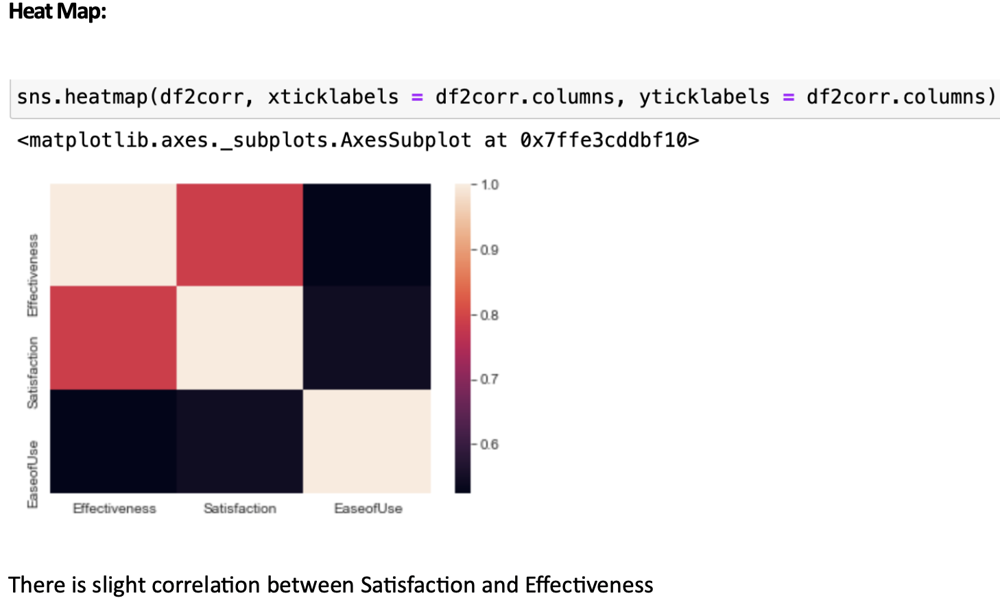 Heat Map:
sns.heatmap(df2corr, xticklabels = df2corr.columns, yticklabels = df2corr.columns)
<matplotlib.axes._subplots.AxesSubplot at 0x7ffe3cddbf10>
Effectiveness
Satisfaction
EaseofUse
Effectiveness Satisfaction EaseofUse
1.0
0.9
0.8
0.7
0.6
There is slight correlation between Satisfaction and Effectiveness